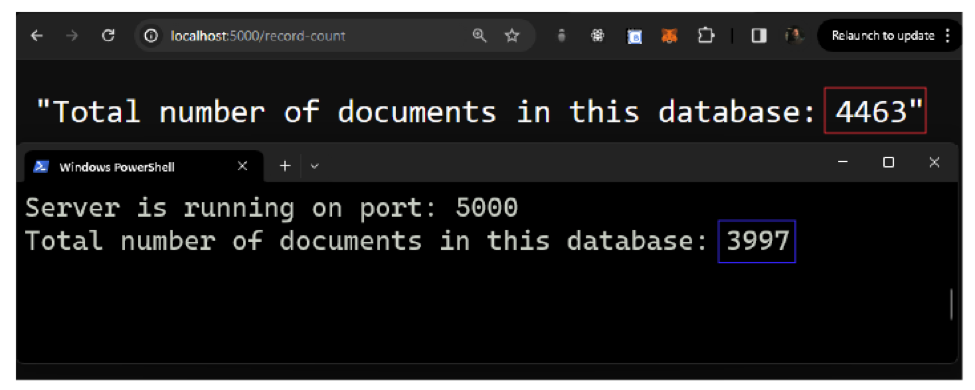 localhost:5000/record-count
Relaunch to update
"Total number of documents in this database: 4463"
Windows PowerShell
Server is running on port: 5000
Total number of documents in this database: 3997